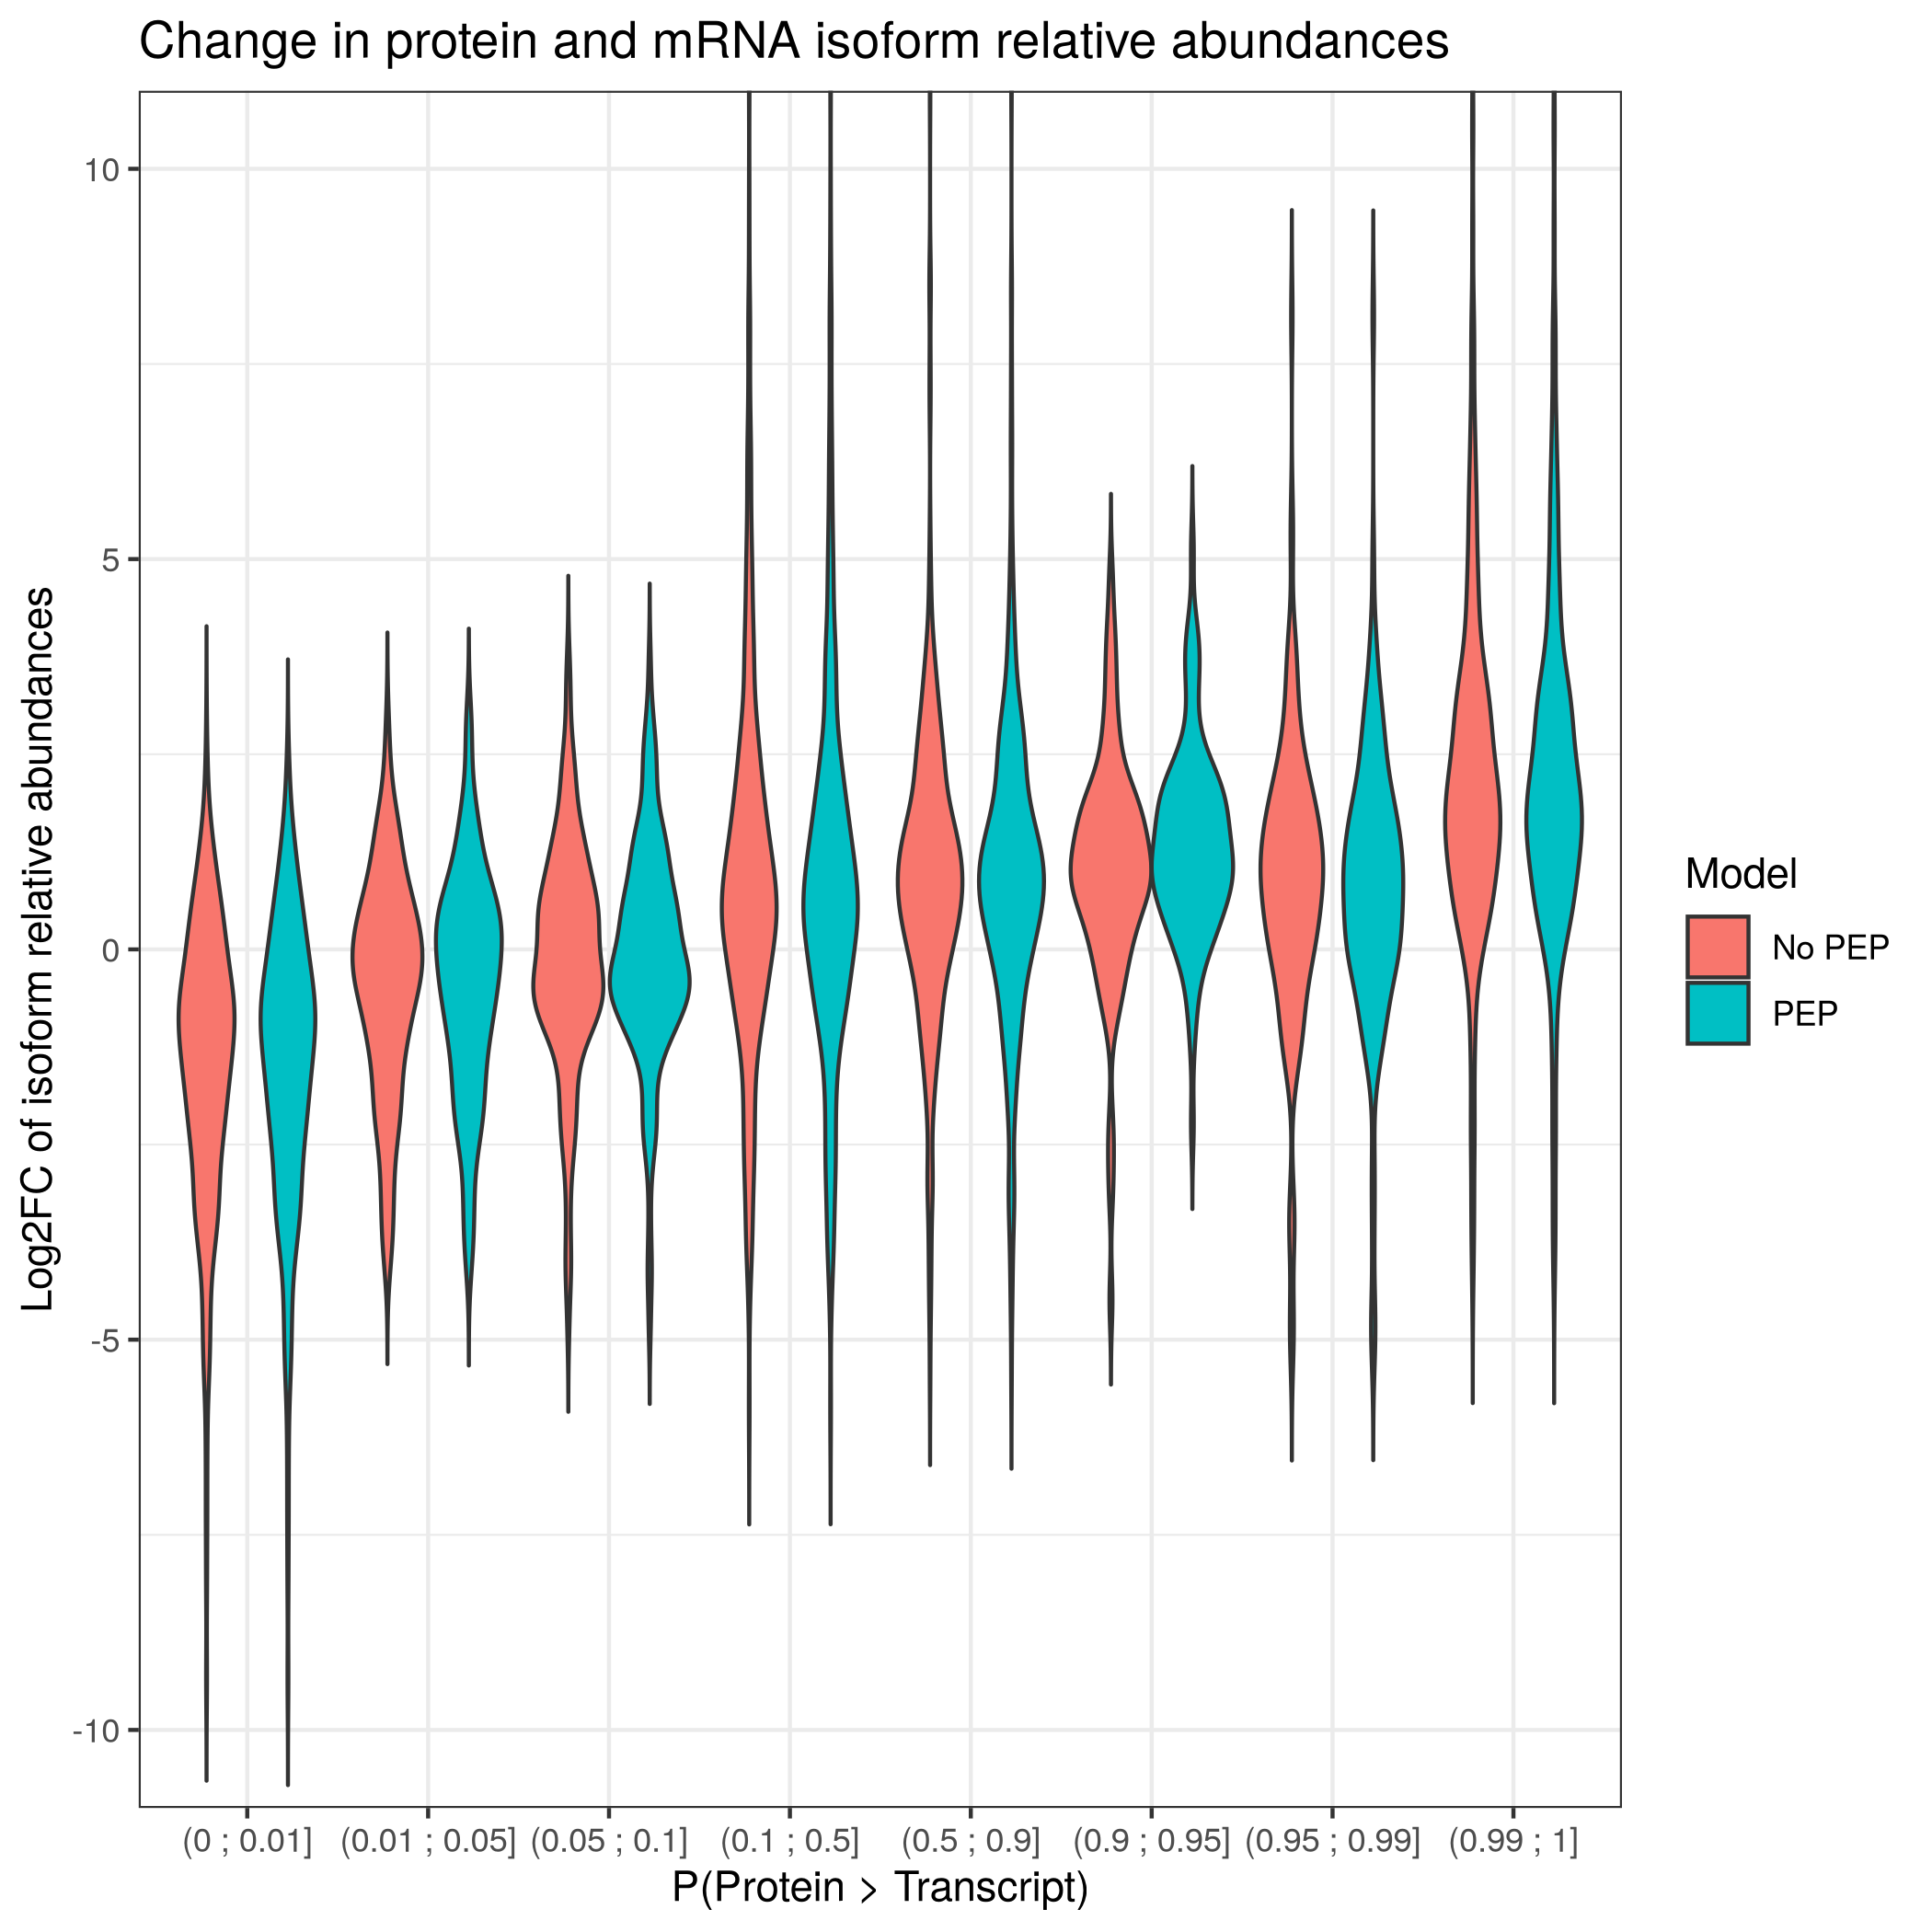 Change in protein and mRNA isoform relative abundances
Log2FC of isoform relative abundances
10
5
0
-5
-10
(0 ; 0.01] (0.01 ; 0.05] (0.05 ; 0.1] (0.1 ; 0.5] (0.5 ; 0.9] (0.9 ; 0.95] (0.95 ; 0.99] (0.99 ; 1]
P(Protein > Transcript)
Model
No PEP
PEP